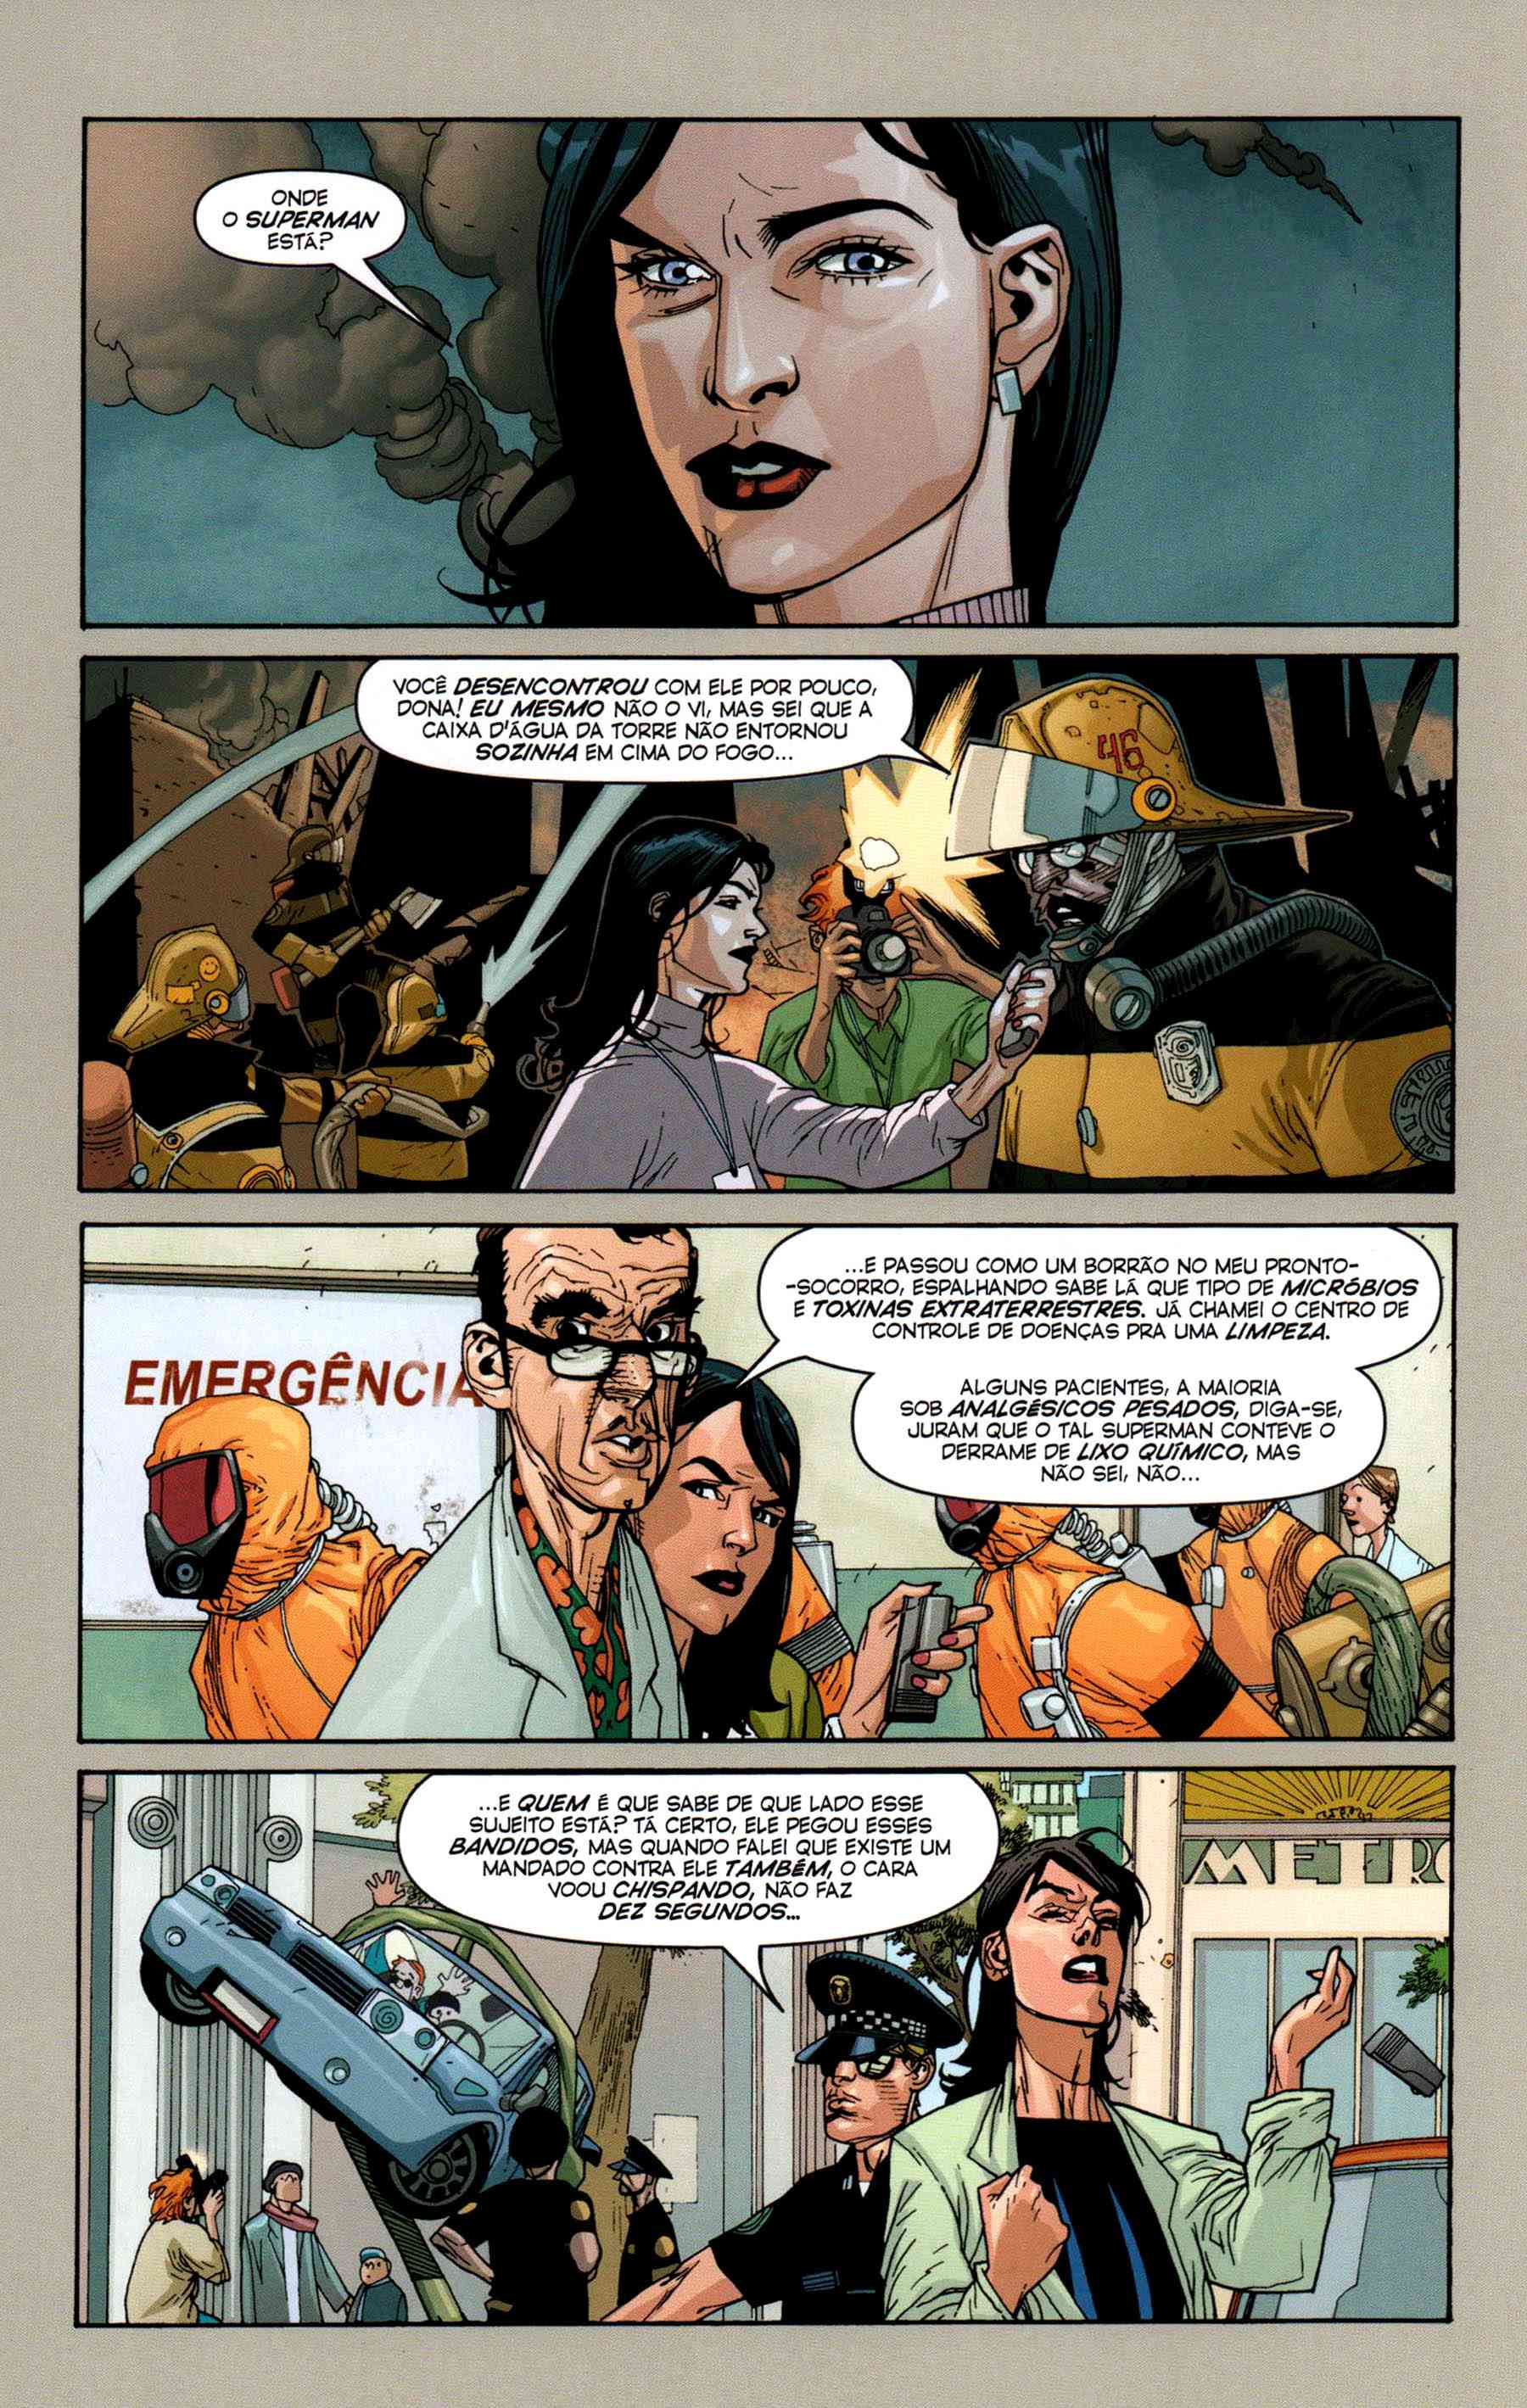 ONDE
O SUPERMAN
ESTÁ?
VOCÊ DESENCONTROU COM ELE POR POUCO,
DONA! EU MESMO NÃO O VI, MAS SEI QUE A
CAIXA D'ÁGUA DA TORRE NÃO ENTORNOU
SOZINHA EM CIMA DO FOGO...
46
...E PASSOU COMO UM BORRÃO NO MEU PRONTO-
-SOCORRO, ESPALHANDO SABE LÁ QUE TIPO DE MICRÓBIOS
E TOXINAS EXTRATERRESTRES. JÁ CHAMEI O CENTRO DE
CONTROLE DE DOENÇAS PRA UMA LIMPEZA.
EMERGÊNCIA
ALGUNS PACIENTES, A MAIORIA
SOB ANALGÉSICOS PESADOS, DIGA-SE,
JURAM QUE O TAL SUPERMAN CONTEVE O
DERRAME DE LIXO QUÍMICO, MAS
NÃO SEI, NÃO...
...E QUEM É QUE SABE DE QUE LADO ESSE
SUJEITO ESTÁ? TÁ CERTO, ELE PEGOU ESSES
BANDIDOS, MAS QUANDO FALEI QUE EXISTE UM
MANDADO CONTRA ELE TAMBÉM, O CARA
VOOU CHISPANDO, NÃO FAZ
DEZ SEGUNDOS...
METRO